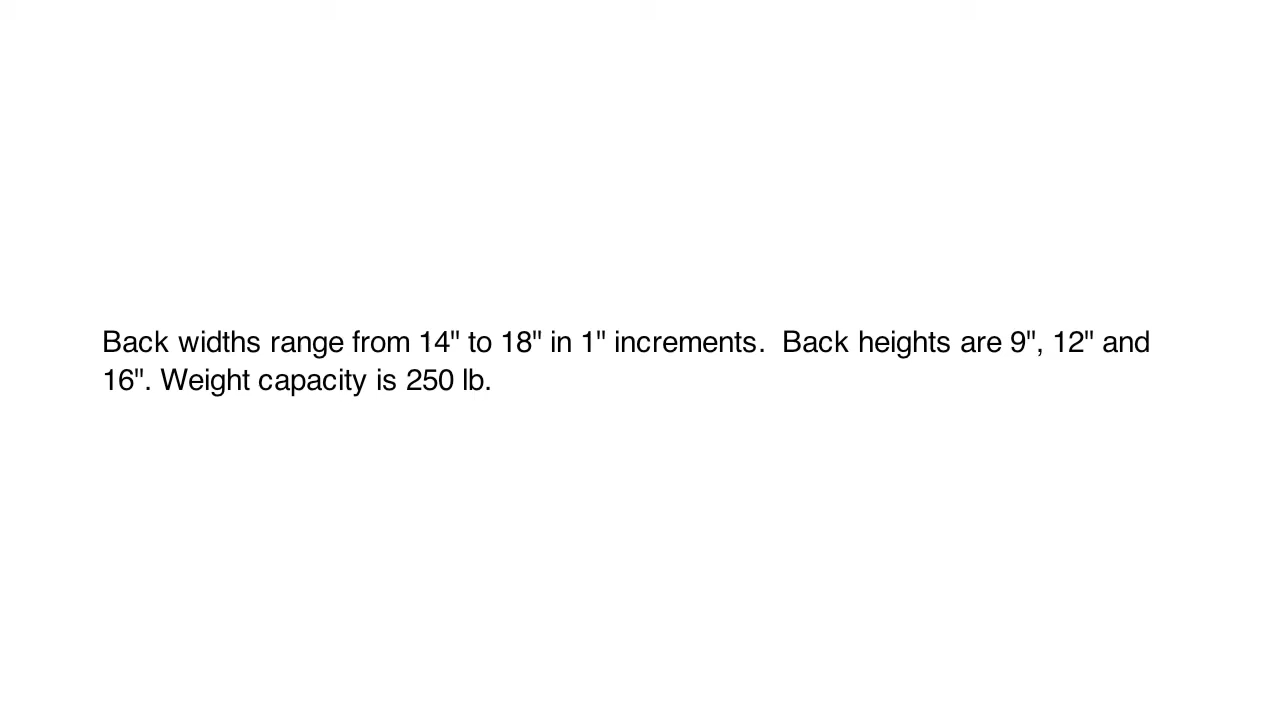 Back widths range from 14" to 18" in 1" increments.  Back heights are 9", 12" and
16". Weight capacity is 250 lb.